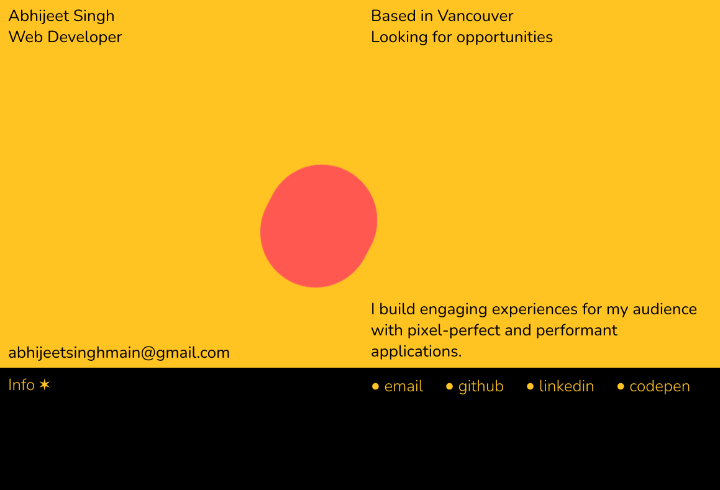 Abhijeet Singh
Web Developer
Based in Vancouver
Looking for opportunities
I build engaging experiences for my audience
with pixel-perfect and performant
applications.
abhijeetsinghmain@gmail.com
Info ✶
● email ● github ● linkedin ● codepen